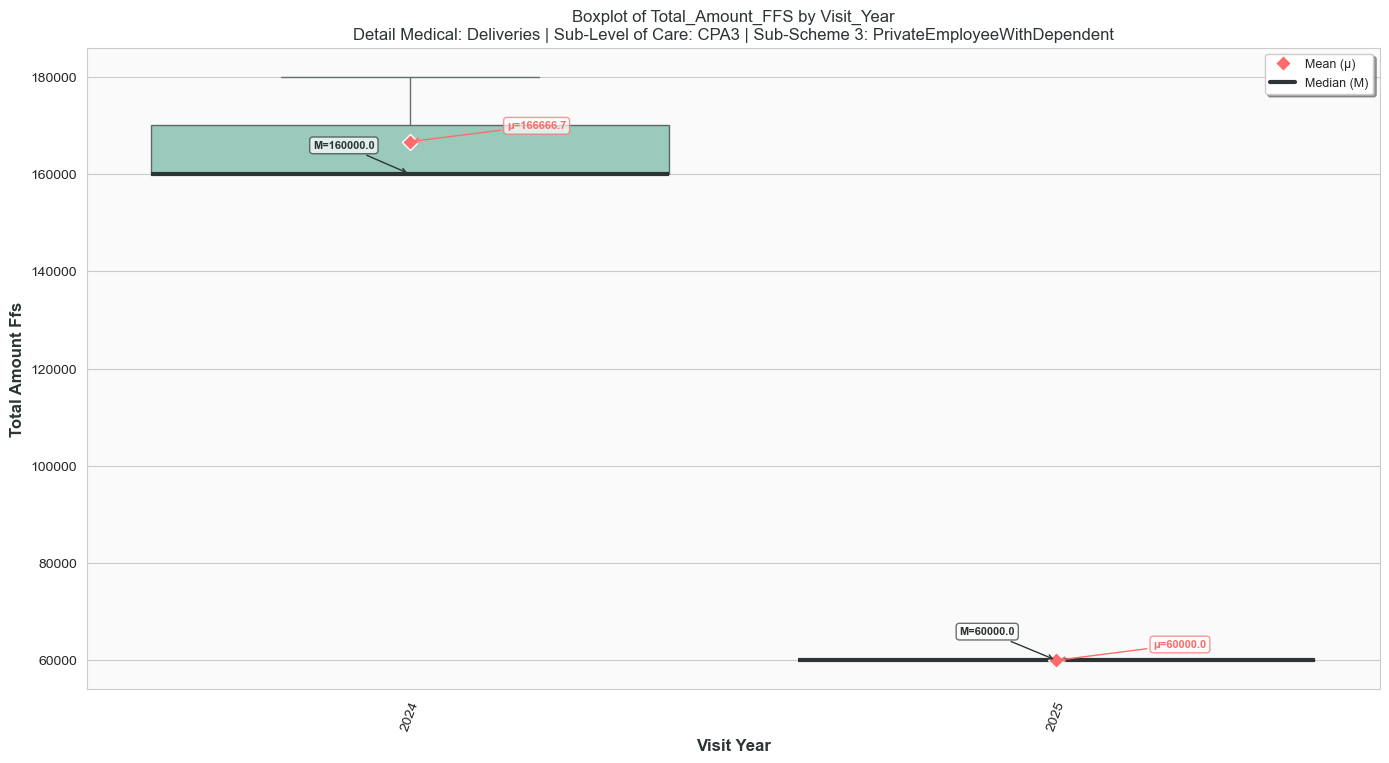 Boxplot of Total_Amount_FFS by Visit_Year
Detail Medical: Deliveries | Sub-Level of Care: CPA3 | Sub-Scheme 3: PrivateEmployeeWithDependent
Mean (μ)
Median (M)
180000
160000
140000
120000
100000
80000
60000
Total Amount Ffs
μ=166666.7
M=160000.0
M=60000.0
μ=60000.0
2024
2025
Visit Year